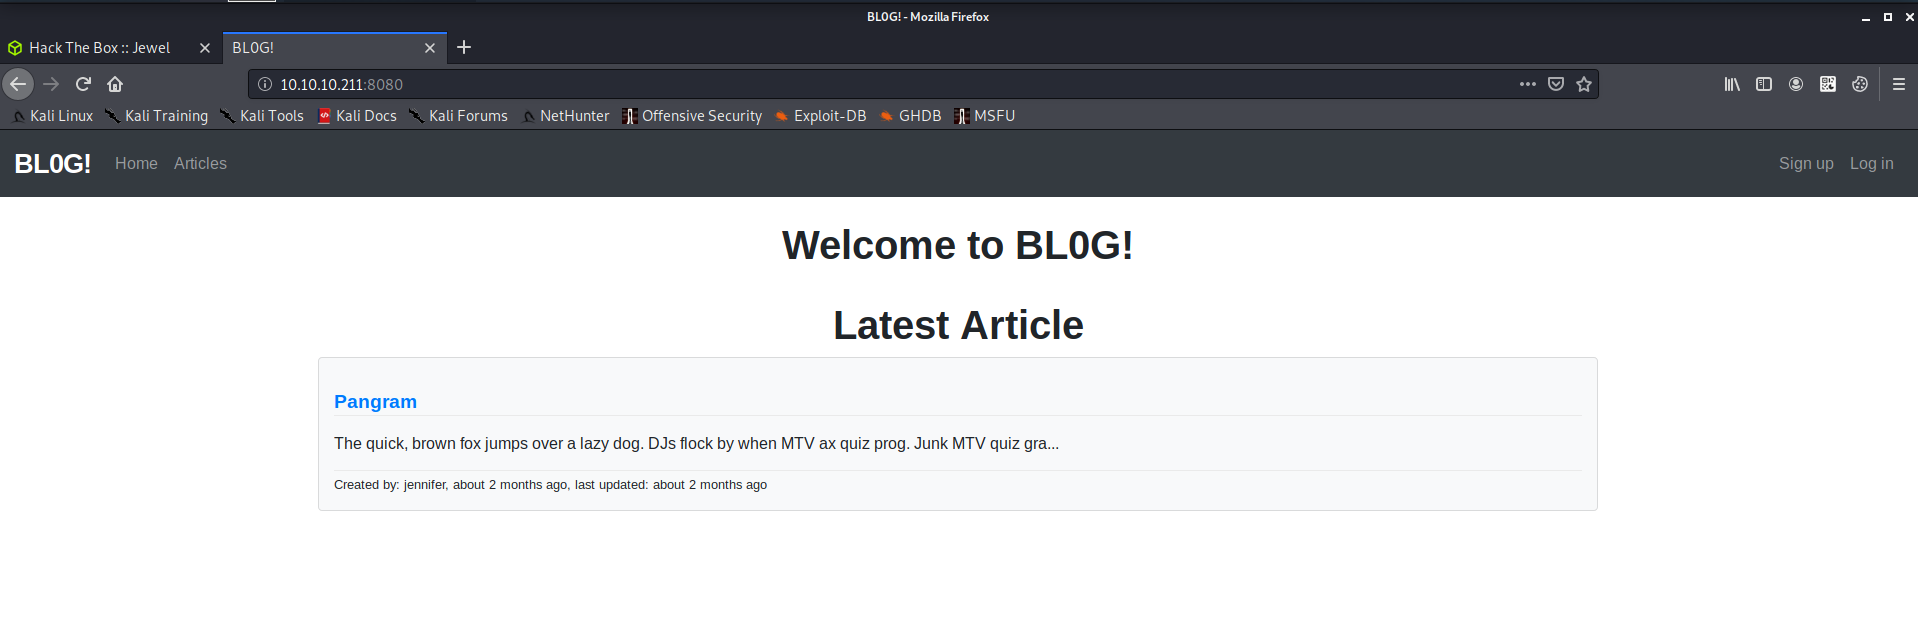 BL0G! - Mozilla Firefox
Hack The Box :: Jewel
BL0G!
10.10.10.211:8080
Kali Linux Kali Training Kali Tools Kali Docs Kali Forums NetHunter Offensive Security Exploit-DB GHDB MSFU
BL0G! Home Articles Sign up Log in
Welcome to BL0G!
Latest Article
Pangram
The quick, brown fox jumps over a lazy dog. DJs flock by when MTV ax quiz prog. Junk MTV quiz gra...
Created by: jennifer, about 2 months ago, last updated: about 2 months ago